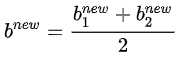 b^{new} = \frac{b_1^{new} + b_2^{new}}{2}